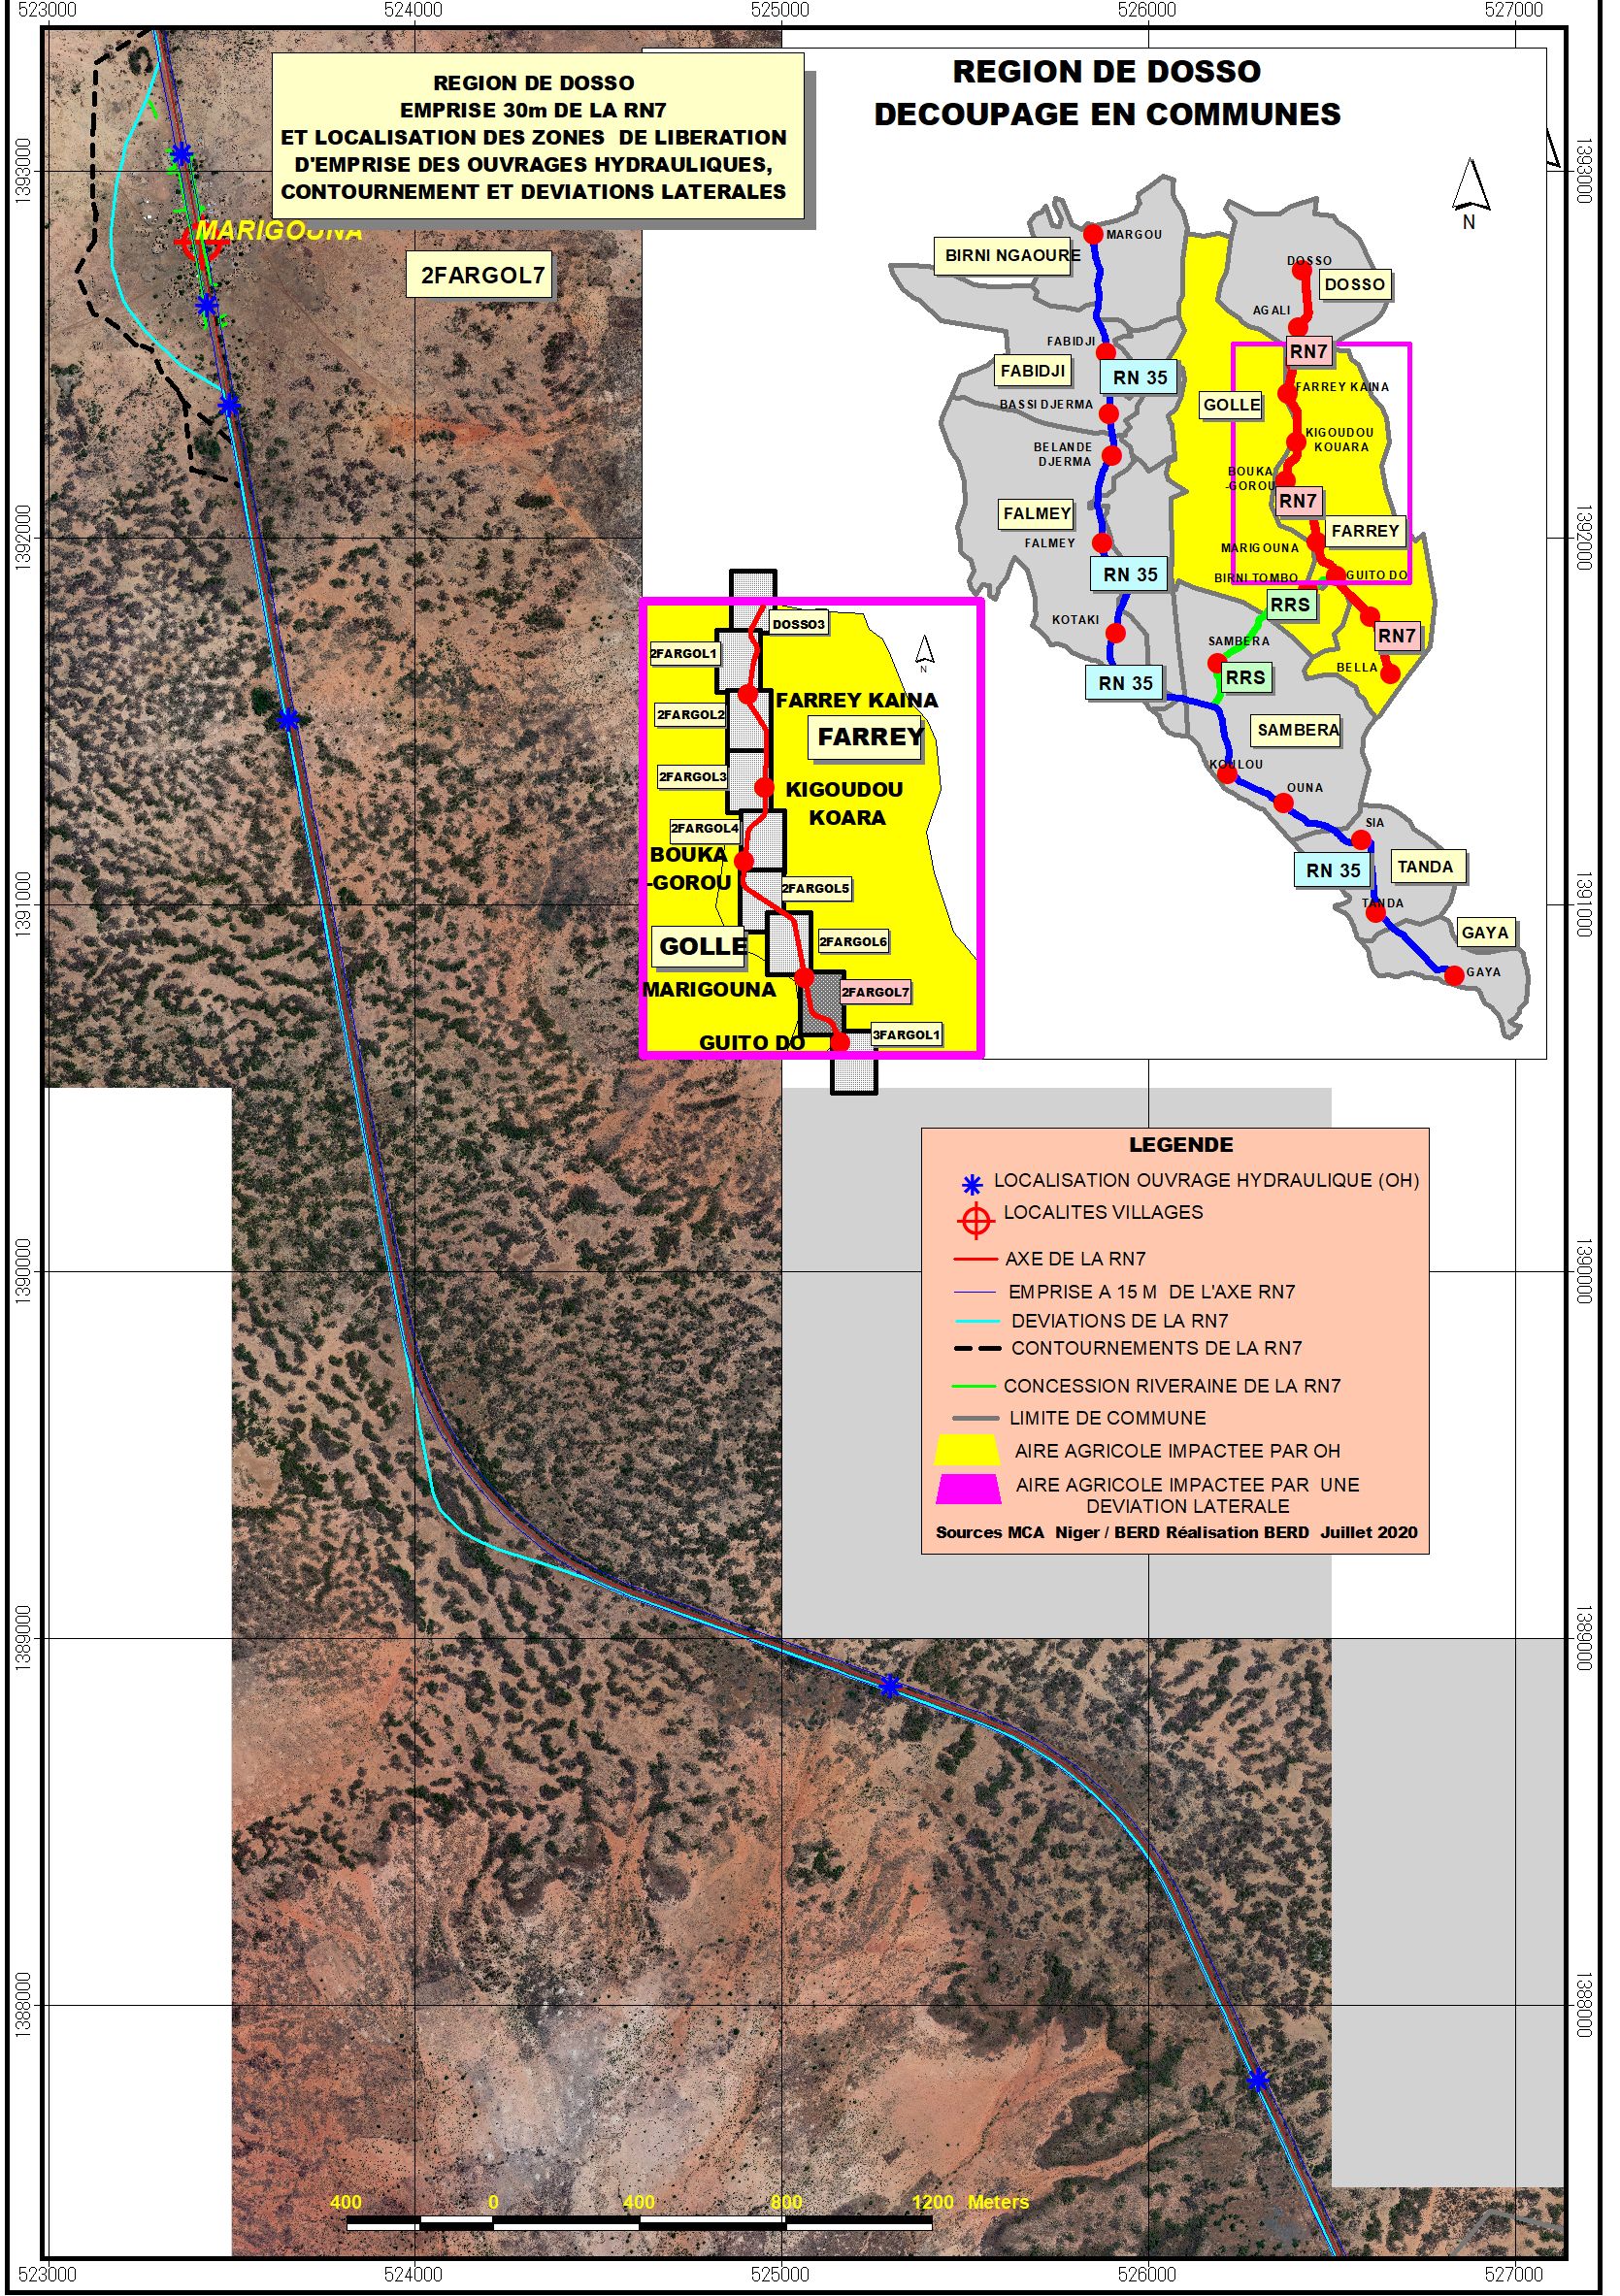 523000
524000
525000
526000
527000
REGION DE DOSSO
EMPRISE 30m DE LA RN7
ET LOCALISATION DES ZONES DE LIBERATION
D'EMPRISE DES OUVRAGES HYDRAULIQUES,
CONTOURNEMENT ET DEVIATIONS LATERALES
MARIGOUNA
2FARGOL7
REGION DE DOSSO
DECOUPAGE EN COMMUNES
N
MARGOU
BIRNI NGAOURE
DOSSO
DOSSO
AGALI
FABIDJI
RN7
FABIDJI
RN 35
FARREY KAINA
BASSI DJERMA
GOLLE
KIGOUDOU
KOUARA
BELANDE
DJERMA
BOUKA
-GOROU
RN7
FALMEY
FARREY
FALMEY
MARIGOUNA
RN 35
BIRNI TOMBO
GUITO DO
RRS
KOTAKI
SAMBERA
RN7
BELLA
RN 35
RRS
SAMBERA
KOULOU
OUNA
SIA
RN 35
TANDA
TANDA
GAYA
GAYA
DOSSO3
2FARGOL1
N
FARREY KAINA
2FARGOL2
FARREY
2FARGOL3
KIGOUDOU
KOARA
2FARGOL4
BOUKA
-GOROU
2FARGOL5
GOLLE
2FARGOL6
MARIGOUNA
2FARGOL7
GUITO DO
3FARGOL1
LEGENDE
LOCALISATION OUVRAGE HYDRAULIQUE (OH)
LOCALITES VILLAGES
AXE DE LA RN7
EMPRISE A 15 M DE L'AXE RN7
DEVIATIONS DE LA RN7
CONTOURNEMENTS DE LA RN7
CONCESSION RIVERAINE DE LA RN7
LIMITE DE COMMUNE
AIRE AGRICOLE IMPACTEE PAR OH
AIRE AGRICOLE IMPACTEE PAR UNE
DEVIATION LATERALE
Sources MCA Niger / BERD Réalisation BERD Juillet 2020
1393000
1392000
1391000
1390000
1389000
1388000
1393000
1392000
1391000
1390000
1389000
1388000
400 0 400 800 1200 Meters
523000
524000
525000
526000
527000